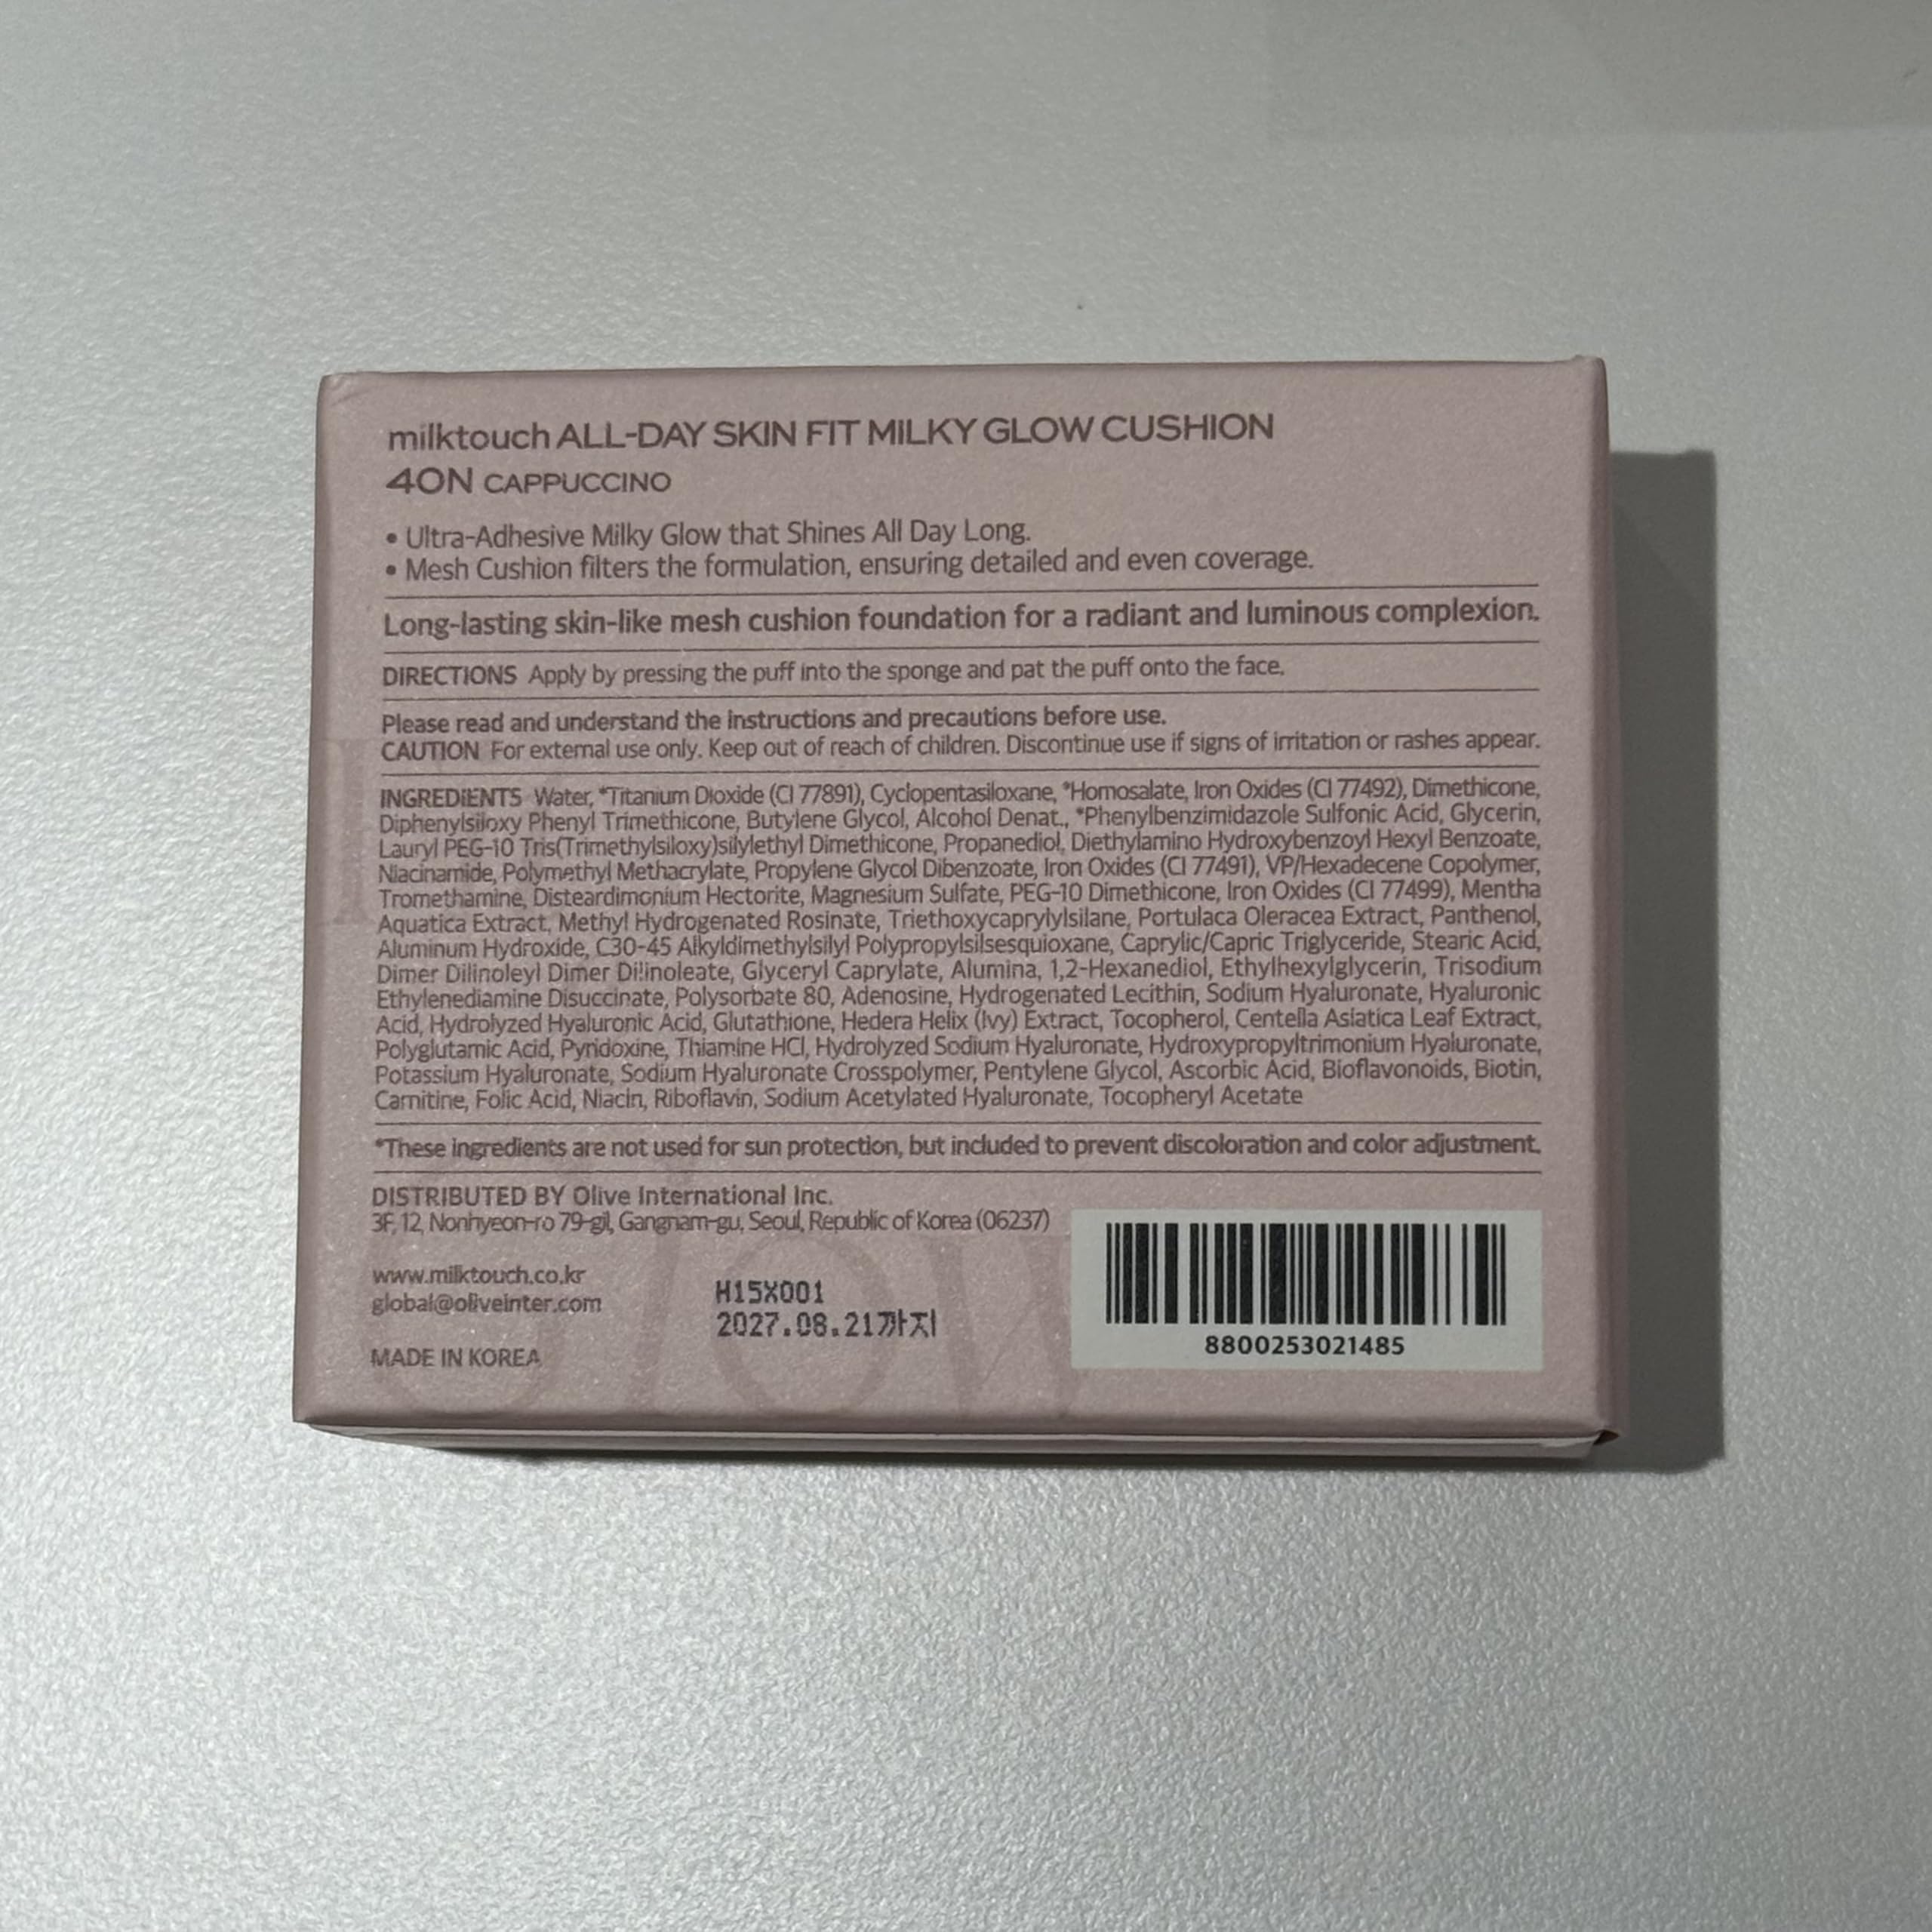 milktouch ALL-DAY SKIN FIT MILKY GLOW CUSHION
40N CAPPUCCINO
• Ultra-Adhesive Milky Glow that Shines All Day Long.
• Mesh Cushion filters the formulation, ensuring detailed and even coverage.
Long-lasting skin-like mesh cushion foundation for a radiant and luminous complexion.
DIRECTIONS Apply by pressing the puff into the sponge and pat the puff onto the face.
Please read and understand the instructions and precautions before use.
CAUTION For external use only. Keep out of reach of children. Discontinue use if signs of irritation or rashes appear.
INGREDIENTS Water, *Titanium Dioxide (CI 77891), Cyclopentasiloxane, *Homosalate, Iron Oxides (CI 77492), Dimethicone,
Diphenylsiloxy Phenyl Trimethicone, Butylene Glycol, Alcohol Denat., *Phenylbenzimidazole Sulfonic Acid, Glycerin,
Lauryl PEG-10 Tris(Trimethylsiloxy)silylethyl Dimethicone, Propanediol, Diethylamino Hydroxybenzoyl Hexyl Benzoate,
Niacinamide, Polymethyl Methacrylate, Propylene Glycol Dibenzoate, Iron Oxides (CI 77491), VP/Hexadecene Copolymer,
Tromethamine, Disteardimonium Hectorite, Magnesium Sulfate, PEG-10 Dimethicone, Iron Oxides (CI 77499), Mentha
Aquatica Extract, Methyl Hydrogenated Rosinate, Triethoxycaprylylsilane, Portulaca Oleracea Extract, Panthenol,
Aluminum Hydroxide, C30-45 Alkyldimethylsilyl Polypropylsilsesquioxane, Caprylic/Capric Triglyceride, Stearic Acid,
Dimer Dilinoleyl Dimer Dilinoleate, Glyceryl Caprylate, Alumina, 1,2-Hexanediol, Ethylhexylglycerin, Trisodium
Ethylenediamine Disuccinate, Polysorbate 80, Adenosine, Hydrogenated Lecithin, Sodium Hyaluronate, Hyaluronic
Acid, Hydrolyzed Hyaluronic Acid, Glutathione, Hedera Helix (Ivy) Extract, Tocopherol, Centella Asiatica Leaf Extract,
Polyglutamic Acid, Pyridoxine, Thiamine HCl, Hydrolyzed Sodium Hyaluronate, Hydroxypropyltrimonium Hyaluronate,
Potassium Hyaluronate, Sodium Hyaluronate Crosspolymer, Pentylene Glycol, Ascorbic Acid, Bioflavonoids, Biotin,
Carnitine, Folic Acid, Niacin, Riboflavin, Sodium Acetylated Hyaluronate, Tocopheryl Acetate
*These ingredients are not used for sun protection, but included to prevent discoloration and color adjustment.
DISTRIBUTED BY Olive International Inc.
3F, 12, Nonhyeon-ro 79-gil, Gangnam-gu, Seoul, Republic of Korea (06237)
www.milktouch.co.kr
global@oliveinter.com
MADE IN KOREA
H15X001
2027.08.21까지
8800253021485
glow